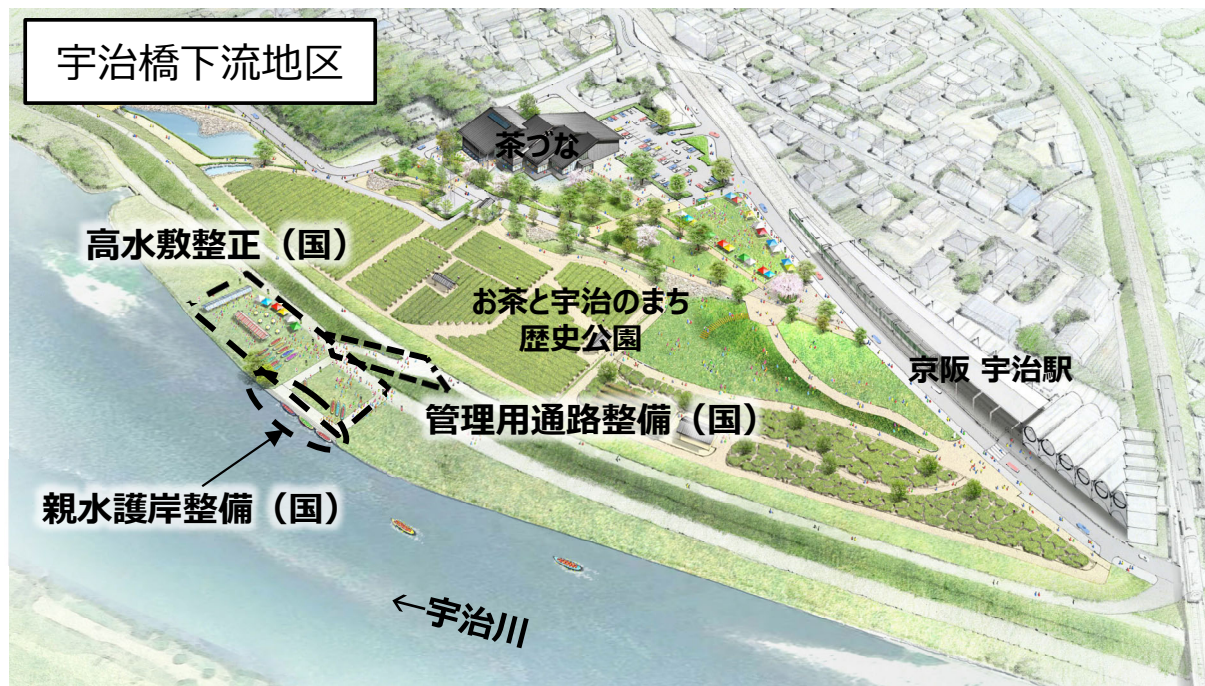 宇治橋下流地区
茶づな
高水敷整正（国）
お茶と宇治のまち
歴史公園
京阪 宇治駅
管理用通路整備（国）
親水護岸整備（国）
←宇治川